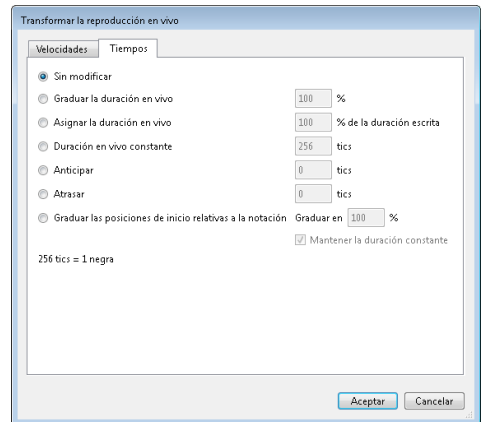 Transformar la reproducción en vivo
Velocidades Tiempos
Sin modificar
Graduar la duración en vivo 100 %
Asignar la duración en vivo 100 % de la duración escrita
Duración en vivo constante 256 tics
Anticipar 0 tics
Atrasar 0 tics
Graduar las posiciones de inicio relativas a la notación Graduar en 100 %
Mantener la duración constante
256 tics = 1 negra
Aceptar Cancelar